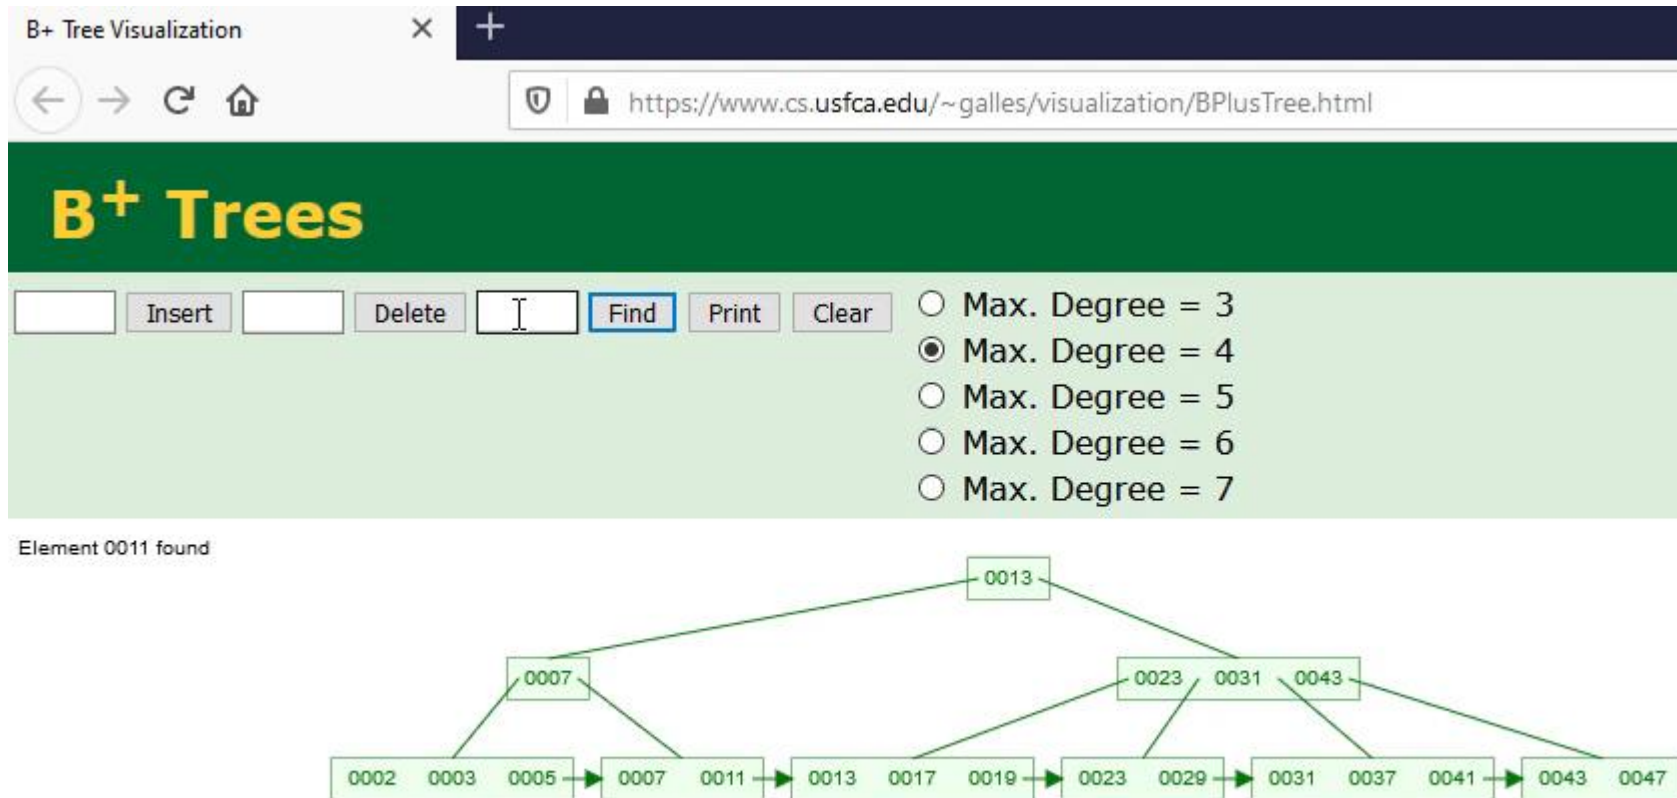 B+ Tree Visualization
https://www.cs.usfca.edu/~galles/visualization/BPlusTree.html
B+ Trees
Insert Delete Find Print Clear
Max. Degree = 3
Max. Degree = 4
Max. Degree = 5
Max. Degree = 6
Max. Degree = 7
Element 0011 found
0013
0007 0023 0031 0043
0002 0003 0005 0007 0011 0013 0017 0019 0023 0029 0031 0037 0041 0043 0047